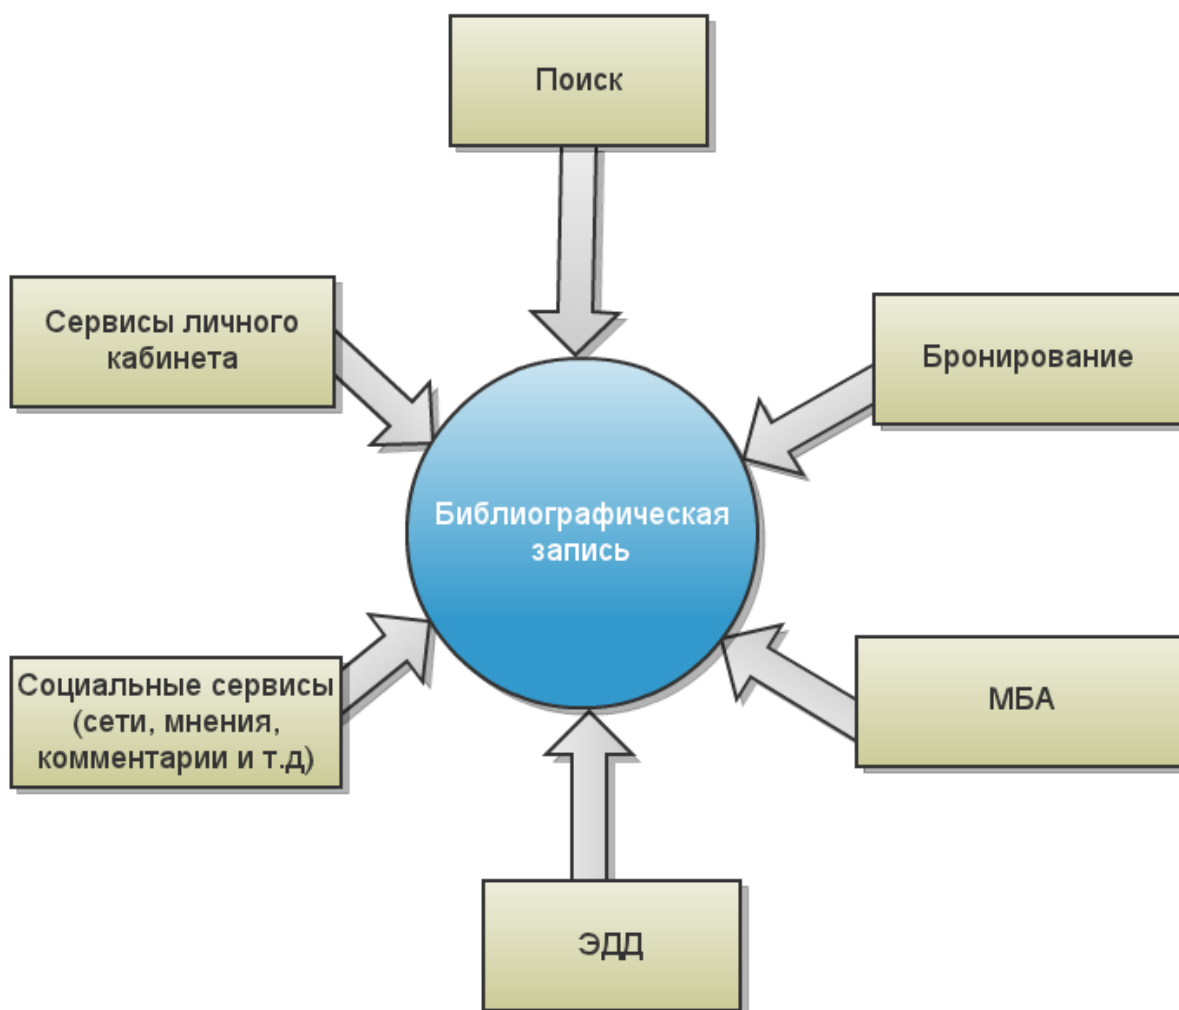 Поиск
Сервисы личного
кабинета
Бронирование
Библиографическая
запись
Социальные сервисы
(сети, мнения,
комментарии и т.д)
МБА
ЭДД